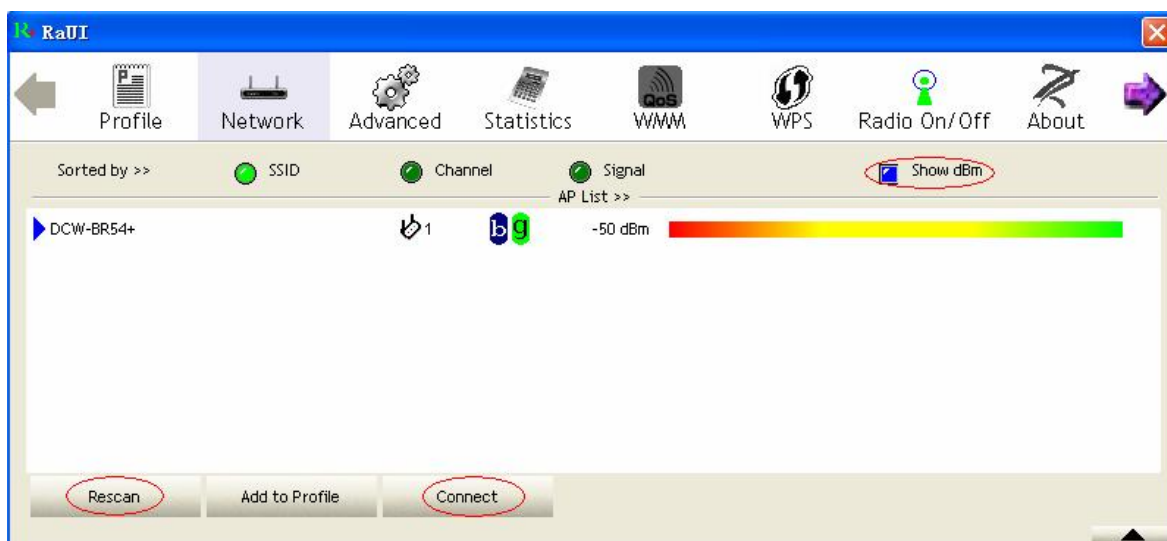 RaUI
Profile Network Advanced Statistics QoS WMM WPS Radio On/Off About
Sorted by >> SSID Channel Signal Show dBm
AP List >>
DCW-BR54+ 1 b g -50 dBm
Rescan Add to Profile Connect